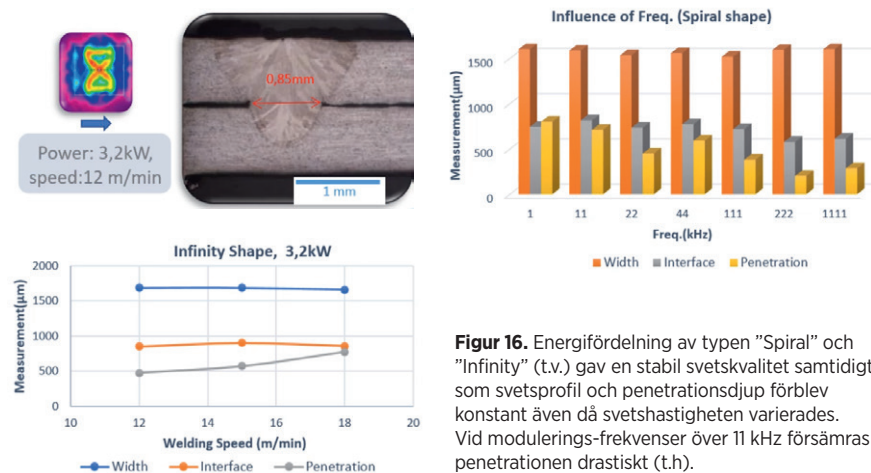 Power: 3,2kW,
speed:12 m/min
0,85mm
1 mm
Influence of Freq. (Spiral shape)
Measurement(µm)
1500
1000
500
0
1 11 22 44 111 222 1111
Freq.(kHz)
Width Interface Penetration
Infinity Shape, 3,2kW
Measurement(µm)
2000
1500
1000
500
0
10 12 14 16 18 20
Welding Speed (m/min)
Width Interface Penetration
Figur 16. Energifördelning av typen ”Spiral” och
”Infinity” (t.v.) gav en stabil svetskvalitet samtidigt
som svetsprofil och penetrationsdjup förblev
konstant även då svetshastigheten varierades.
Vid modulerings-frekvenser över 11 kHz försämras
penetrationen drastiskt (t.h).